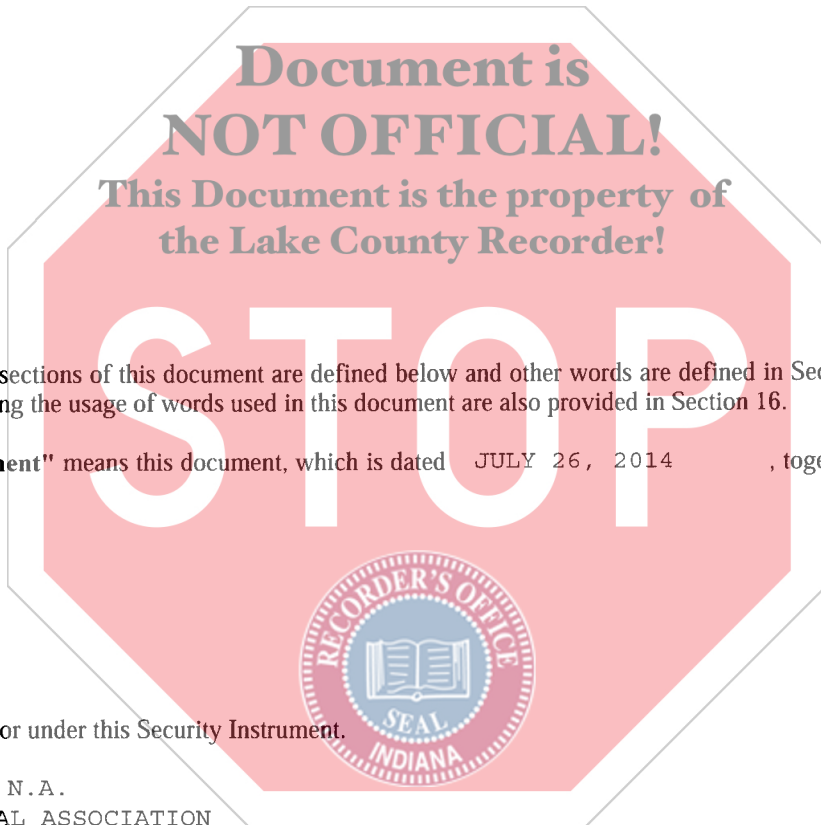 Document is
NOT OFFICIAL!
This Document is the property of
the Lake County Recorder!
STOP
sections of this document are defined below and other words are defined in Sec
ng the usage of words used in this document are also provided in Section 16.
ent" means this document, which is dated JULY 26, 2014 , toge
RECORDER'S OFFICE
SEAL
INDIANA
or under this Security Instrument.
N.A.
AL ASSOCIATION